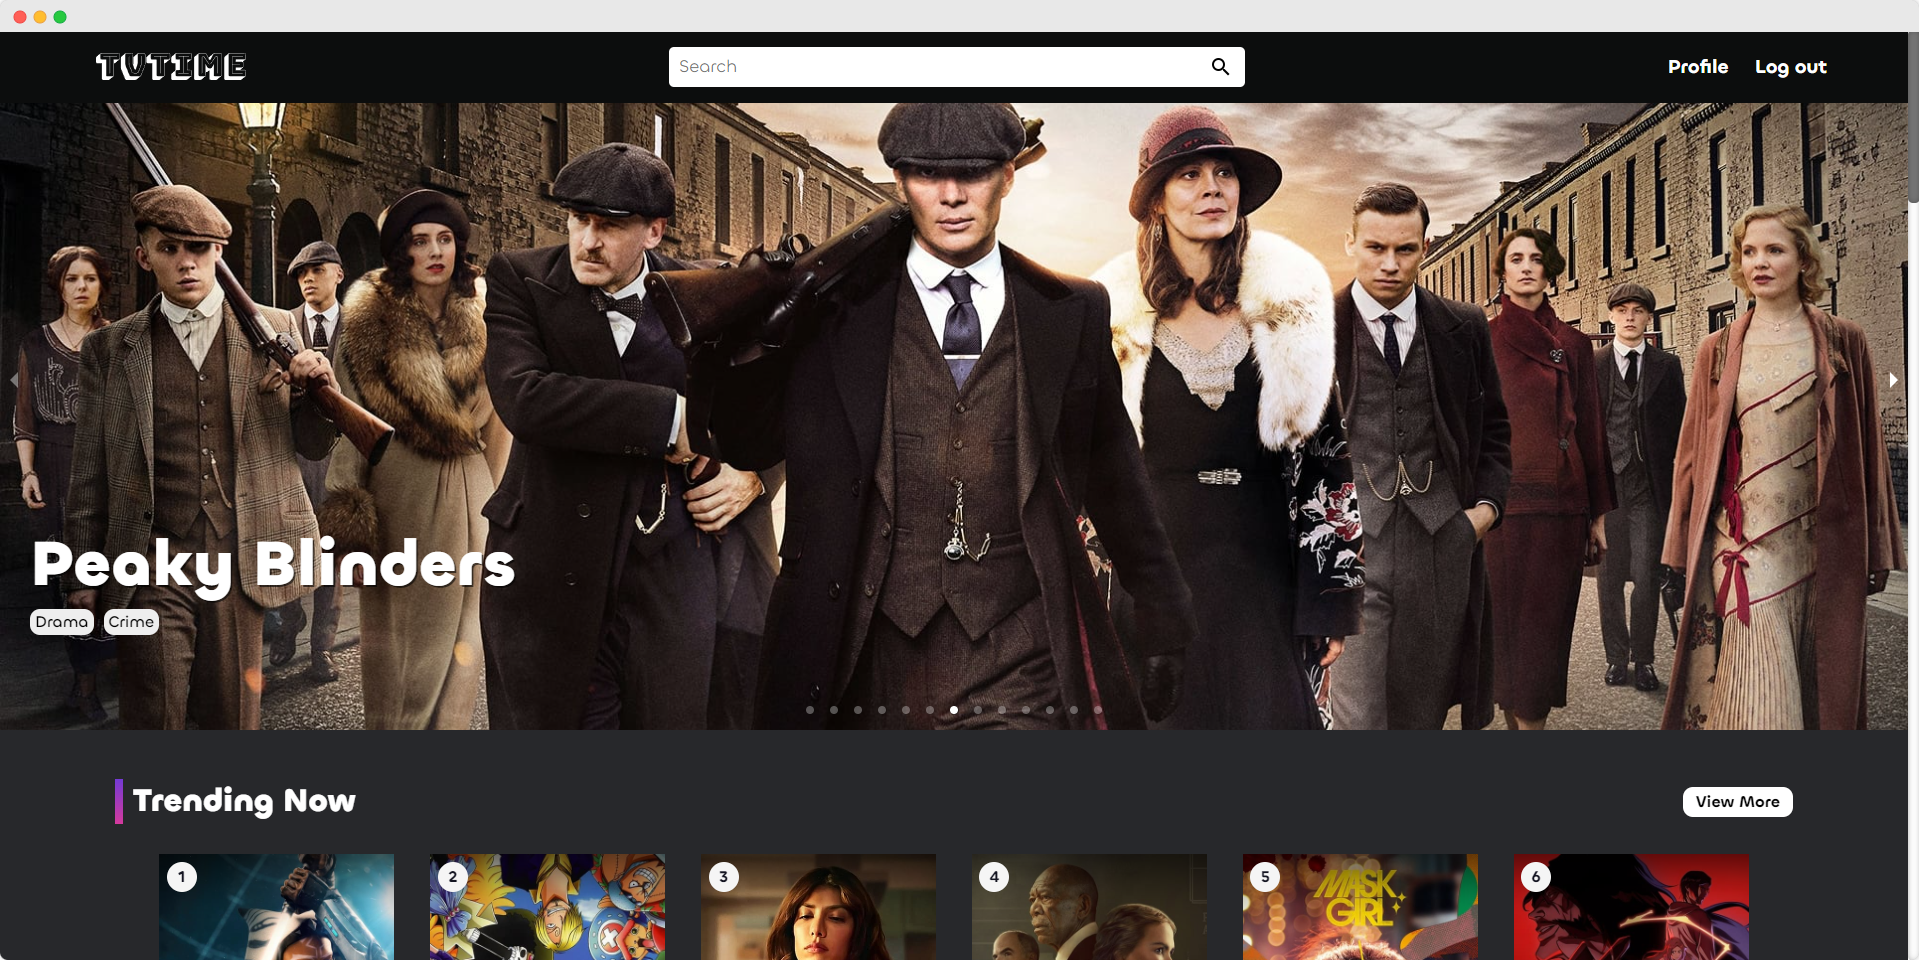 TVTIME
Search
Profile
Log out
Peaky Blinders
Drama
Crime
Trending Now
View More
1
2
3
4
5
6
MASK
GIRL